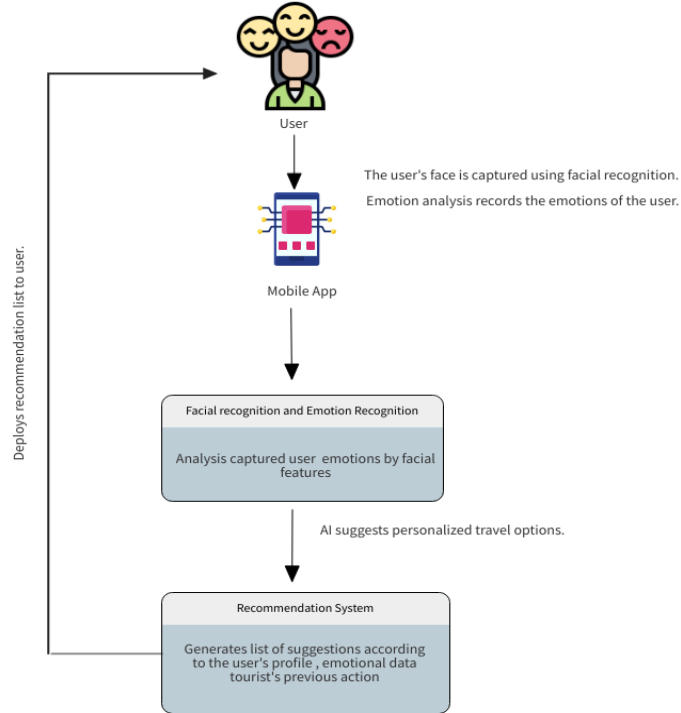 User
The user's face is captured using facial recognition.
Emotion analysis records the emotions of the user.
Mobile App
Deploys recommendation list to user.
Facial recognition and Emotion Recognition
Analysis captured user emotions by facial
features
AI suggests personalized travel options.
Recommendation System
Generates list of suggestions according
to the user's profile , emotional data
tourist's previous action